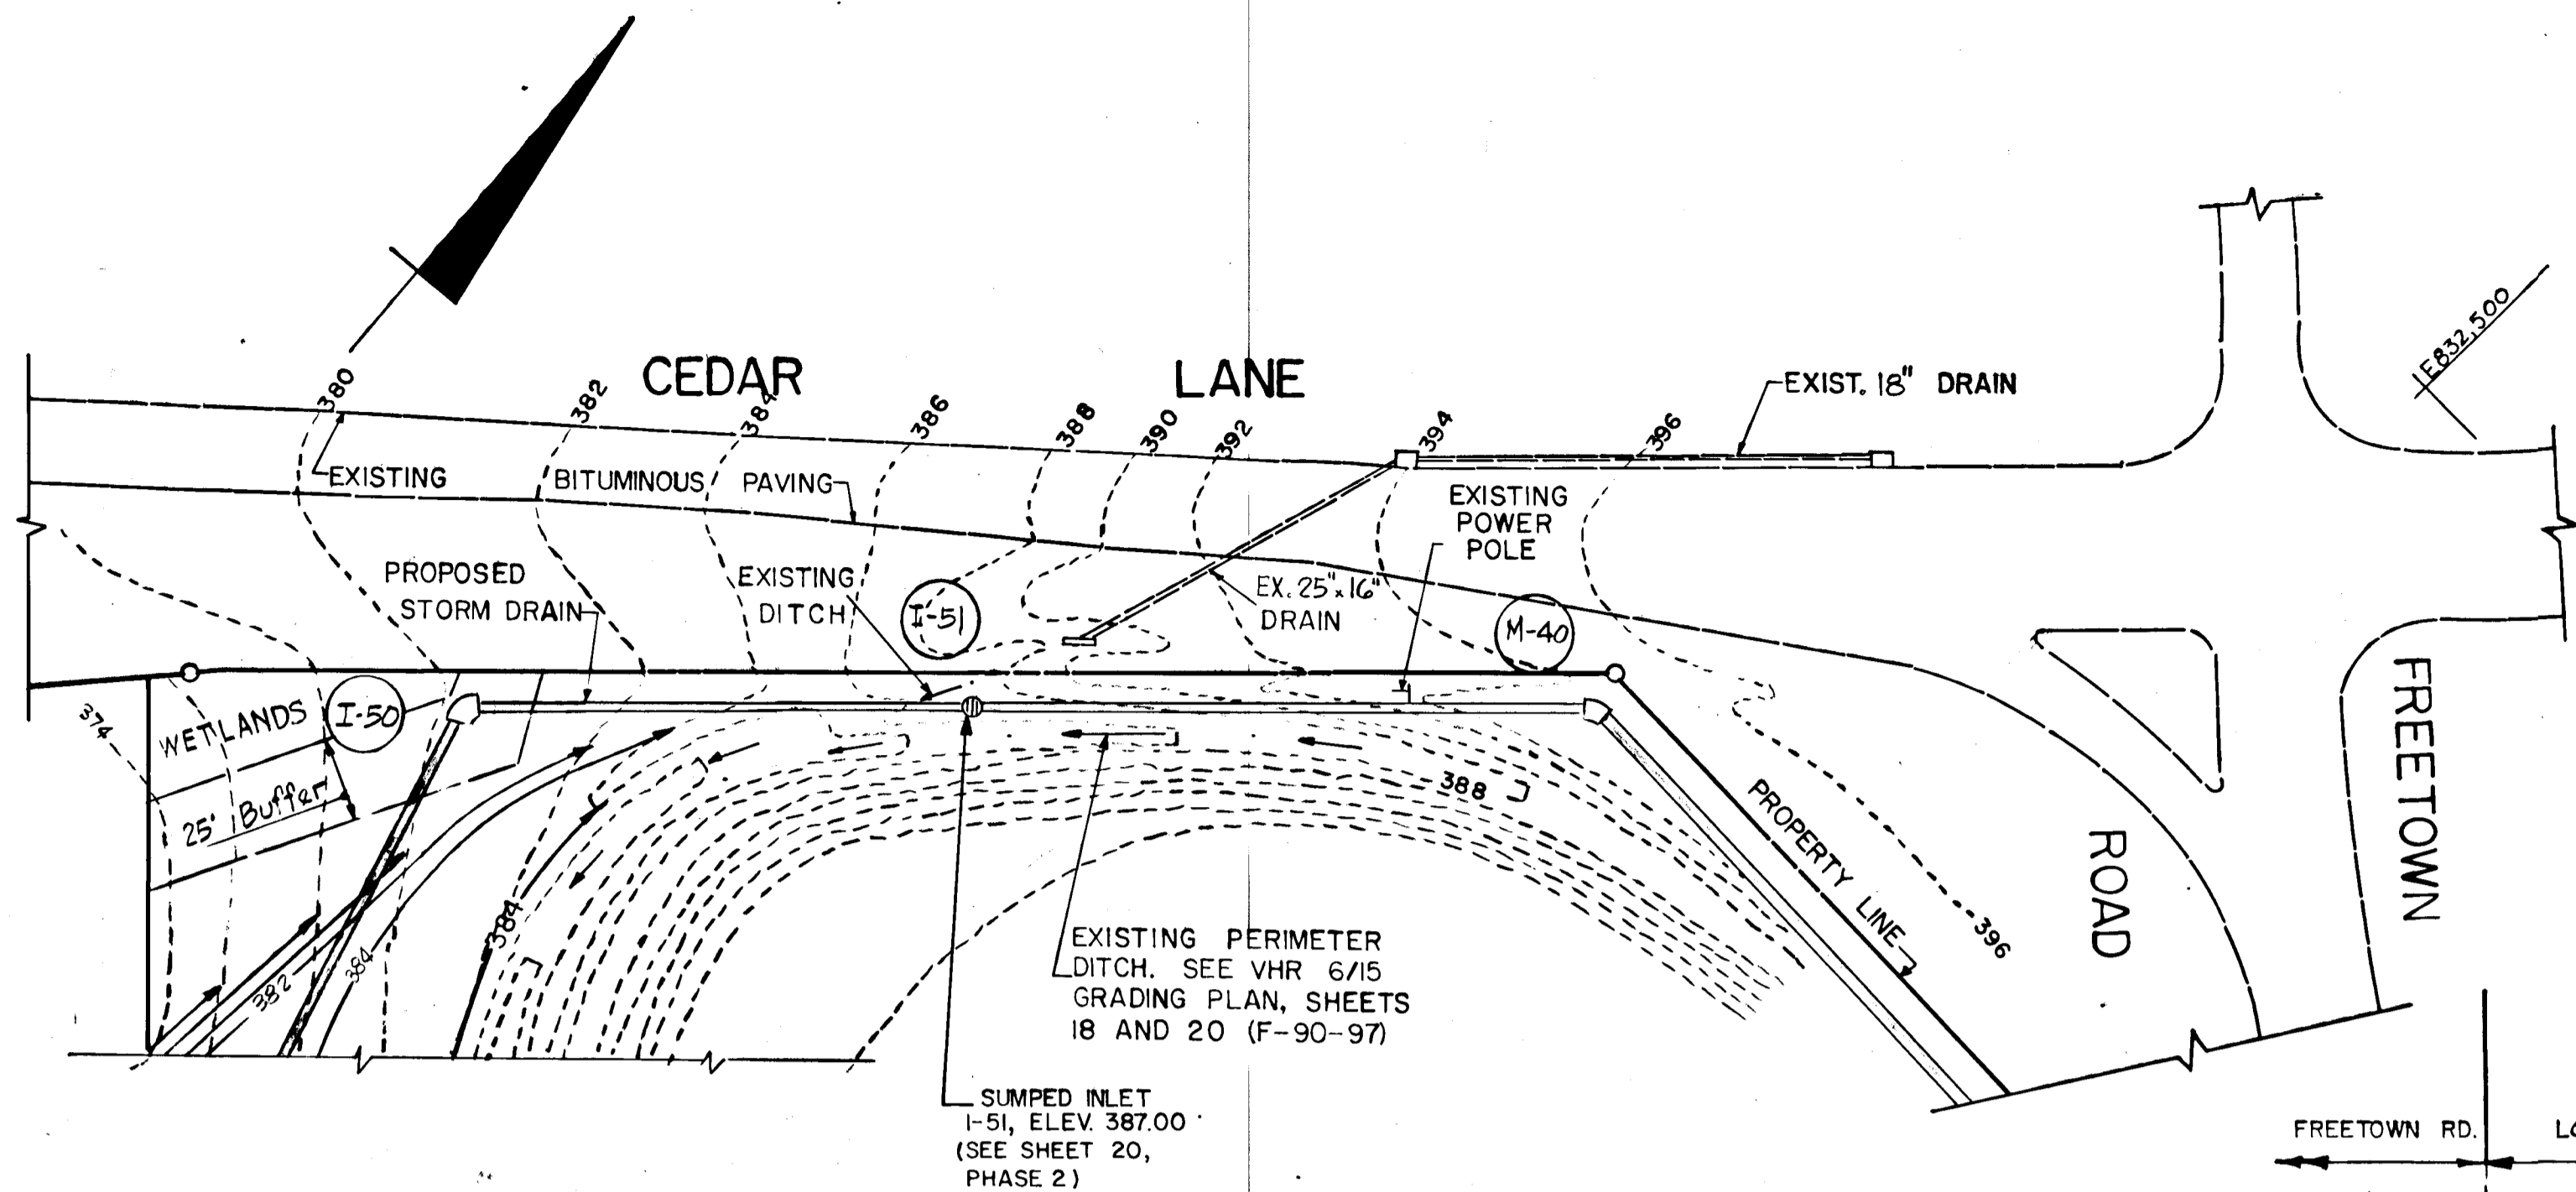 CEDAR LANE
380
382
384
386
388
390
392
394
396
EXIST. 18" DRAIN
E832,500
EXISTING BITUMINOUS PAVING
EXISTING
POWER
POLE
PROPOSED
STORM DRAIN
EXISTING
DITCH
I-51
EX. 25"x16"
DRAIN
M-40
374
WETLANDS
I-50
25' Buffer
388
PROPERTY LINE
396
FREETOWN
ROAD
384
382
384
EXISTING PERIMETER
DITCH. SEE VHR 6/15
GRADING PLAN, SHEETS
18 AND 20 (F-90-97)
SUMPED INLET
I-51, ELEV. 387.00
(SEE SHEET 20,
PHASE 2)
FREETOWN RD.